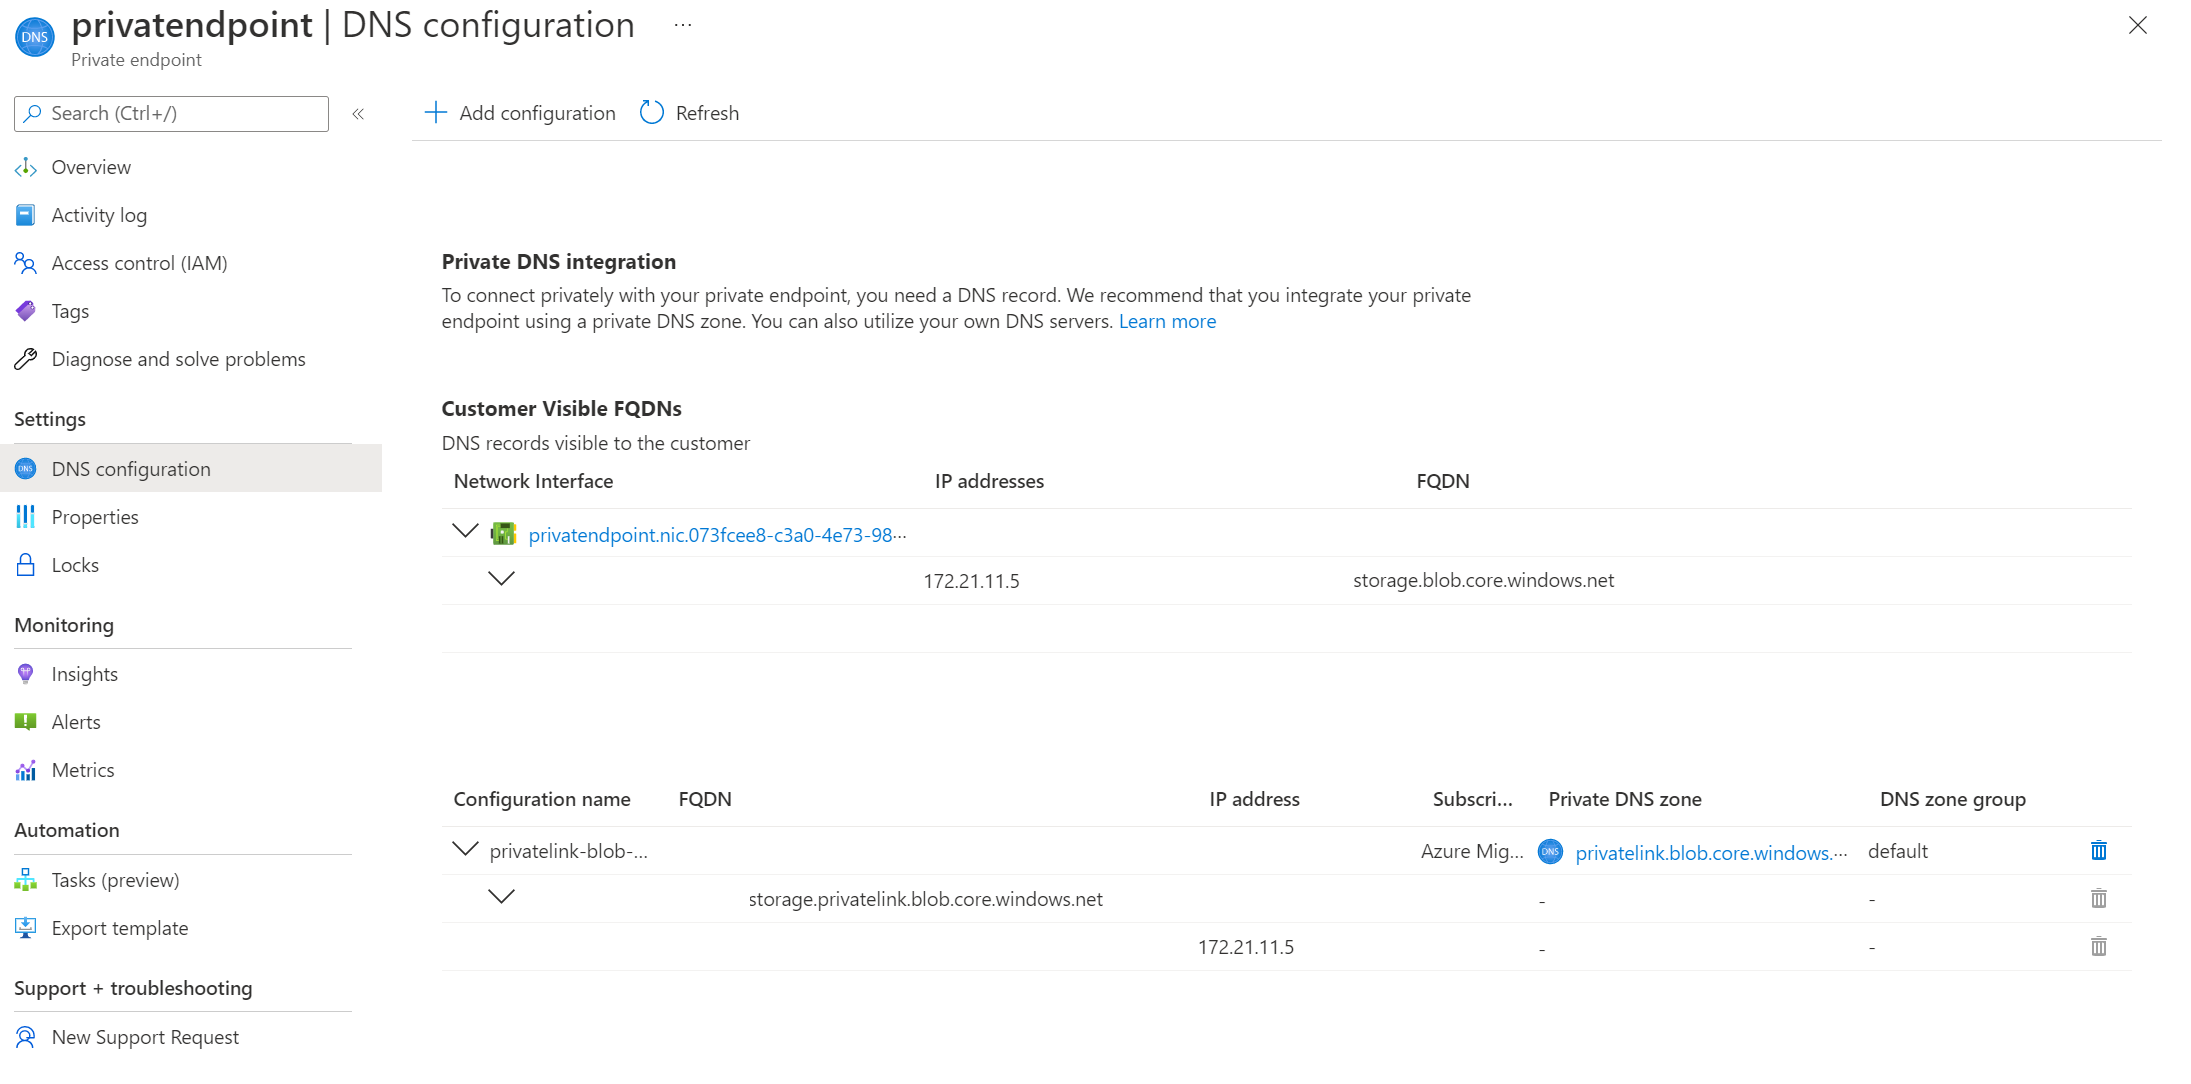 DNS
privatendpoint | DNS configuration ...
Private endpoint
Search (Ctrl+/)
«
Add configuration
Refresh
Overview
Activity log
Access control (IAM)
Tags
Diagnose and solve problems
Settings
DNS configuration
Properties
Locks
Monitoring
Insights
Alerts
Metrics
Automation
Tasks (preview)
Export template
Support + troubleshooting
New Support Request
Private DNS integration
To connect privately with your private endpoint, you need a DNS record. We recommend that you integrate your private
endpoint using a private DNS zone. You can also utilize your own DNS servers. Learn more
Customer Visible FQDNs
DNS records visible to the customer
Network Interface IP addresses FQDN
privatendpoint.nic.073fcee8-c3a0-4e73-98...
172.21.11.5 storage.blob.core.windows.net
Configuration name FQDN IP address Subscri... Private DNS zone DNS zone group
privatelink-blob-... Azure Mig... DNS privatelink.blob.core.windows.... default
storage.privatelink.blob.core.windows.net - -
172.21.11.5 - -